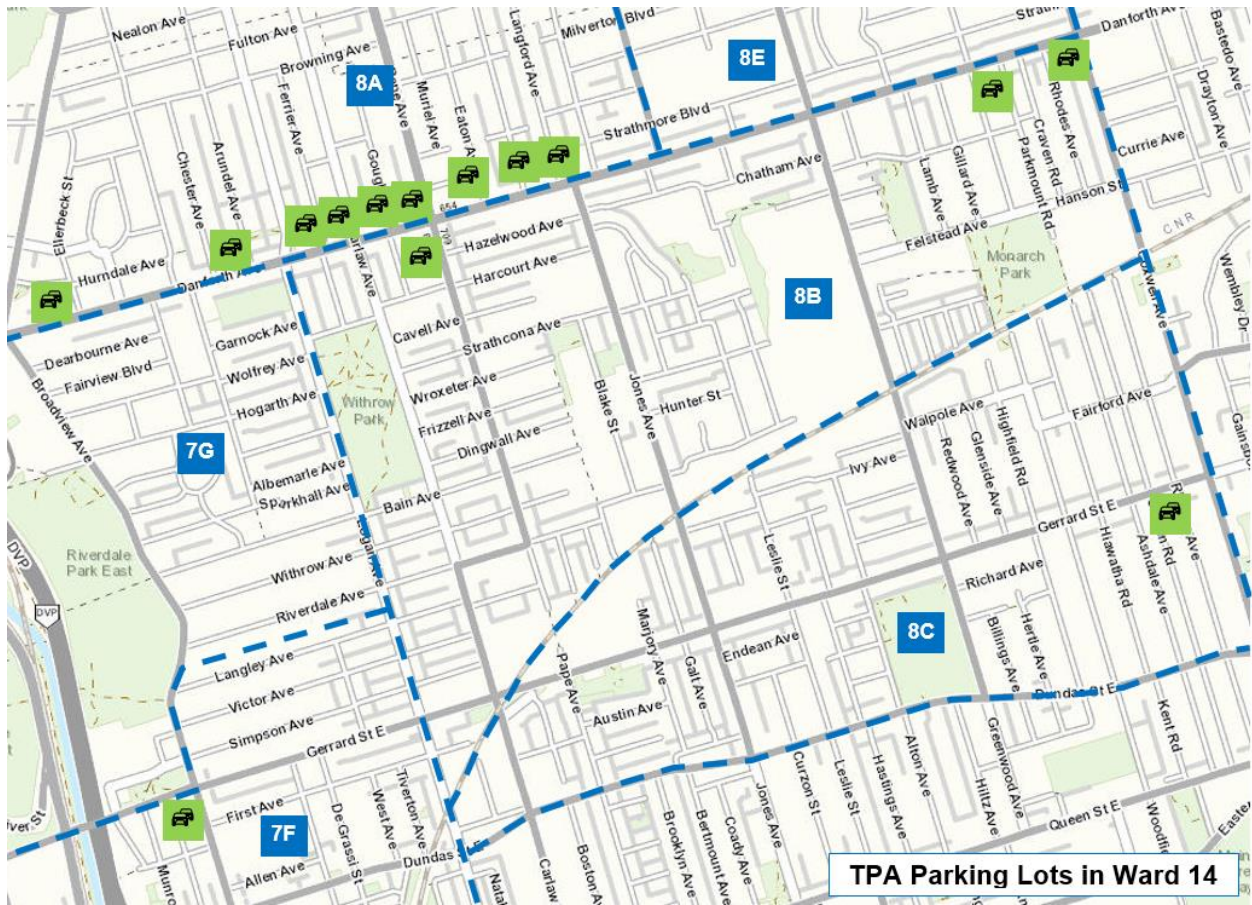 Nealon Ave
Fulton Ave
Browning Ave
8A
Langford Ave
Milverton Blvd
8E
Danforth Ave
Bastedo Ave
Muriel Ave
Eaton
Ferrier Ave
Strathmore Blvd
Rhodes Ave
Drayton Ave
Craven Rd
Parkmount Rd
Currie Ave
Chatham Ave
Arundel Ave
Chester Ave
Ellerbeck St
Lamb Ave
Gillard Ave
Hanson St
654
709
CNR
Hazelwood Ave
Felstead Ave
Hurndale Ave
Harcourt Ave
Monarch
Park
8B
Wembley Dr
Dearbourne Ave
Garnock Ave
Cavell Ave
Strathcona Ave
Fairview Blvd
Wolfrey Ave
Broadview Ave
Hogarth Ave
Wroxeter Ave
Withrow
Park
Frizzell Ave
Dingwall Ave
Blake St
Jones Ave
Hunter St
Walpole Ave
Highfield Rd
Fairford Ave
7G
Albemarle Ave
Sparkhall Ave
Bain Ave
Ivy Ave
Redwood Ave
Glenside Ave
Gerrard St E
Logan Ave
Leslie St
Hiawatha Rd
Ashdale Ave
DVP
Riverdale
Park East
Withrow Ave
Richard Ave
DVP
Riverdale Ave
8C
Billings Ave
Hertle Ave
Langley Ave
Marjory Ave
Endean Ave
Galt Ave
Pape Ave
Victor Ave
Dundas St E
Simpson Ave
Austin Ave
Gerrard St E
Kent Rd
Greenwood Ave
Alton Ave
Tiverton Ave
West Ave
De Grassi St
Curzon St
Leslie St
Hastings Ave
Hiltz Ave
First Ave
Queen St E
7F
Jones Ave
Coady Ave
Bertmount Ave
Brooklyn Ave
Boston Ave
Carlaw
Dundas St E
Allen Ave
Munro
TPA Parking Lots in Ward 14